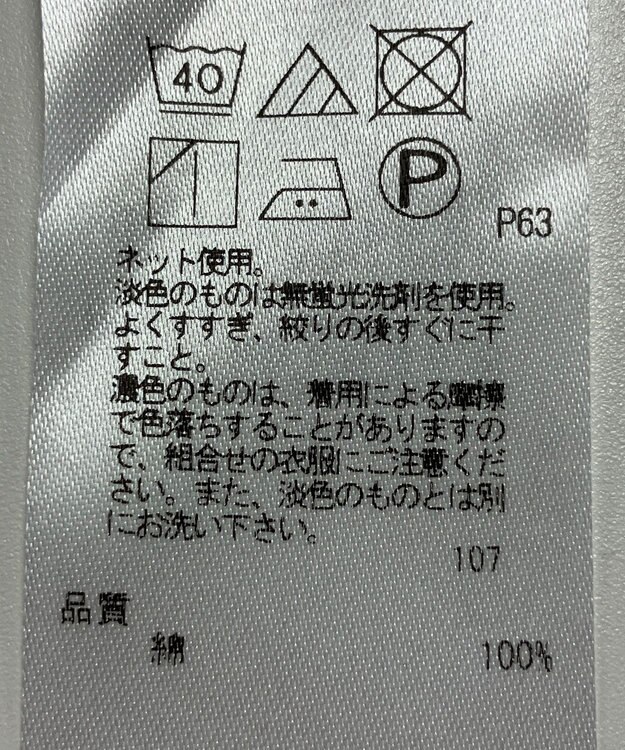 40
P
P63
ネット使用。
淡色のものは無蛍光洗剤を使用。
よくすすぎ、絞りの後すぐに干
すこと。
濃色のものは、着用による摩擦
で色落ちすることがありますの
で、組合せの衣服にご注意くだ
さい。また、淡色のものとは別
にお洗い下さい。
107
品質
綿 100%